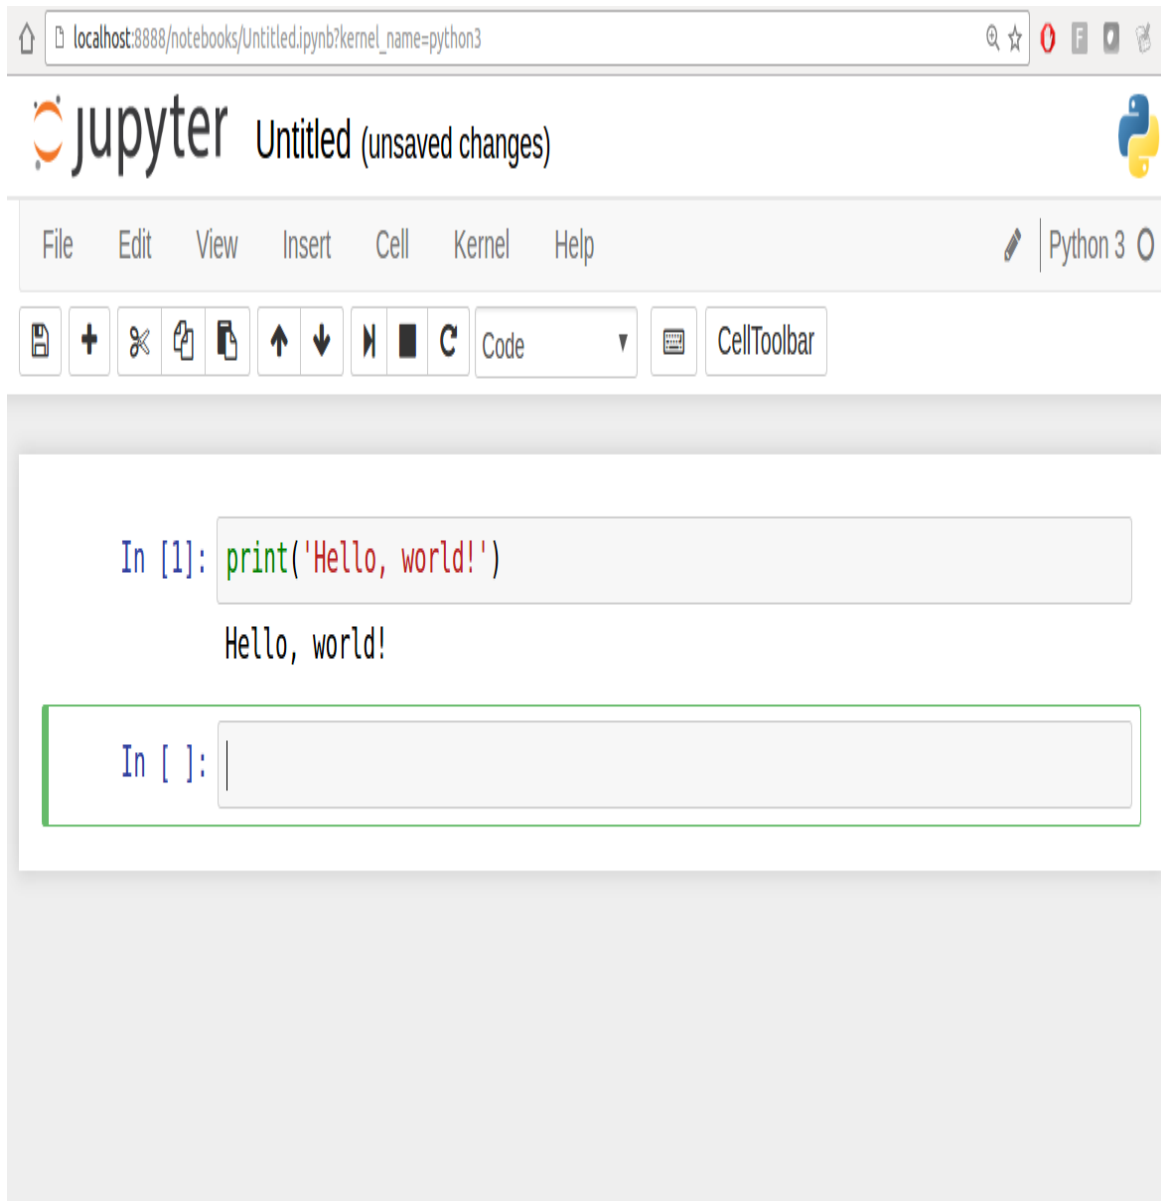 localhost:8888/notebooks/Untitled.ipynb?kernel_name=python3
jupyter Untitled (unsaved changes)
File Edit View Insert Cell Kernel Help Python 3
Code CellToolbar
In [1]: print('Hello, world!')
Hello, world!
In [ ]: